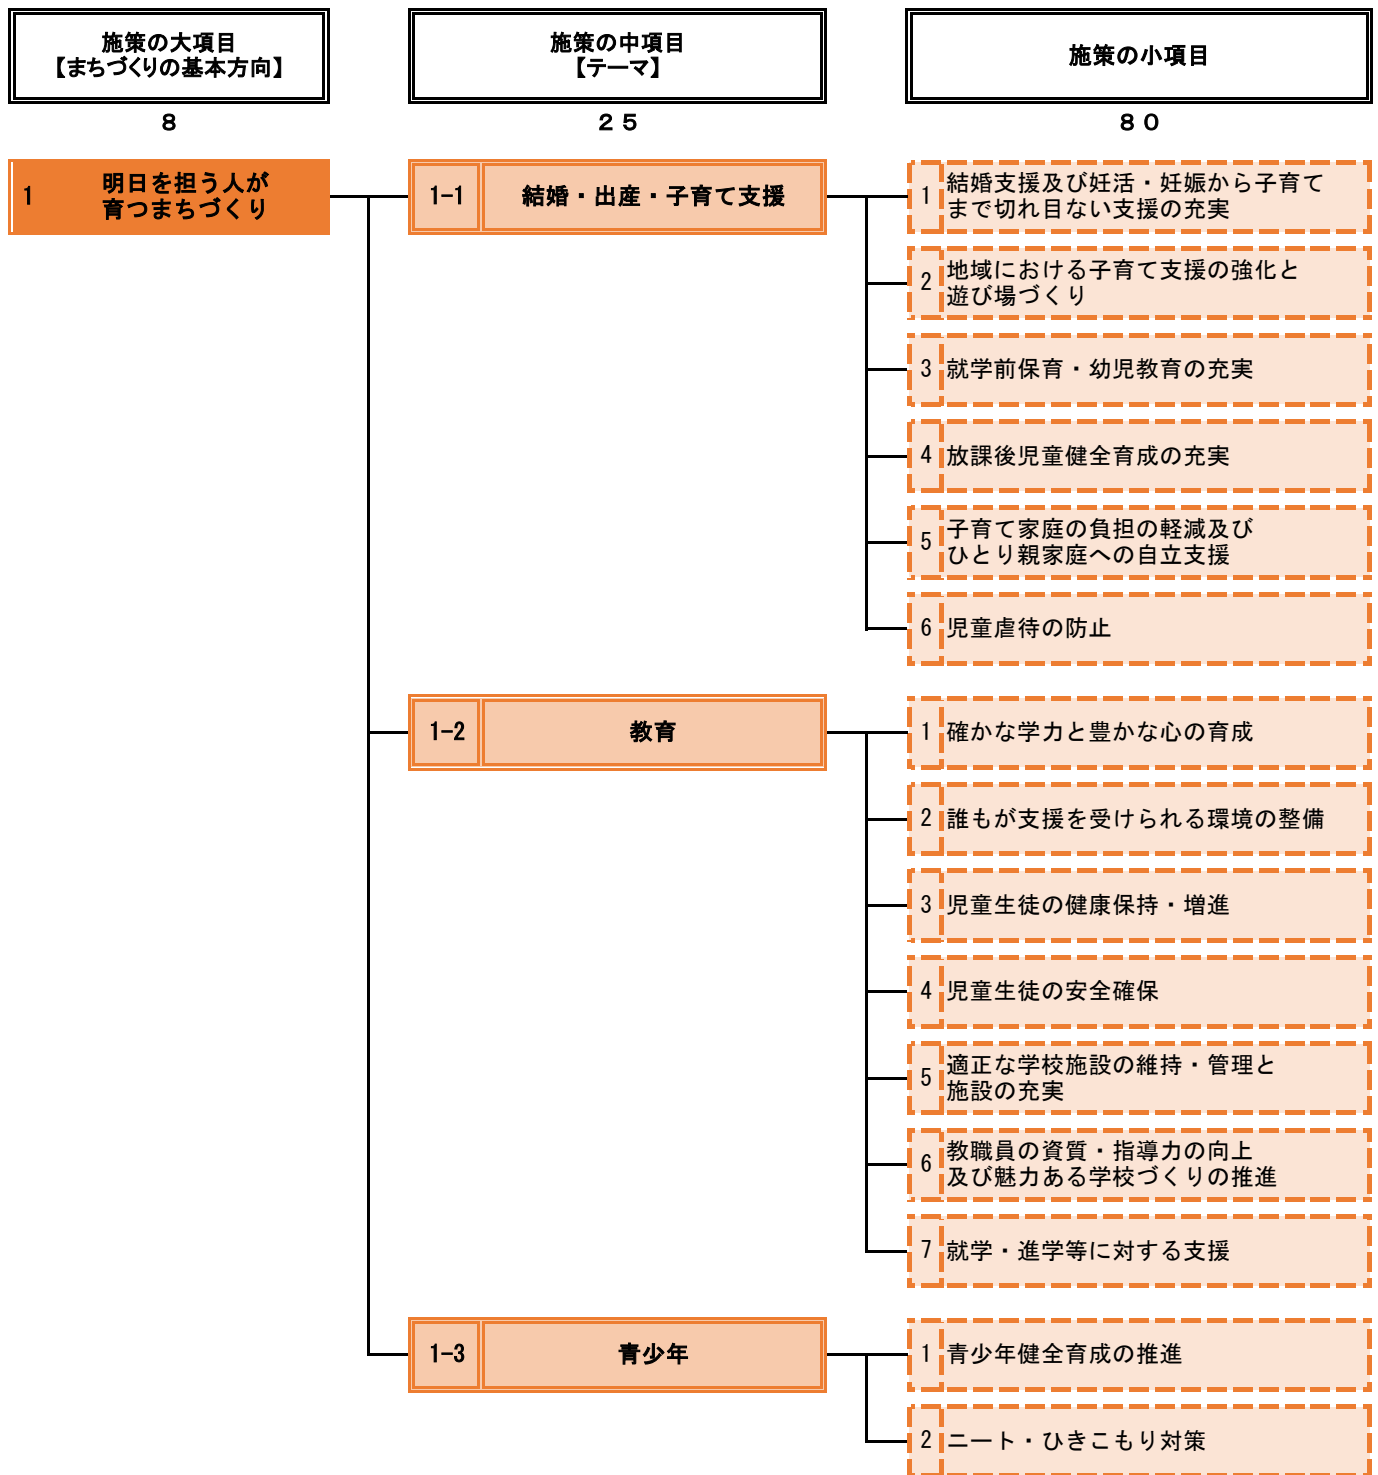 施策の大項目
【まちづくりの基本方向】
施策の中項目
【テーマ】
施策の小項目
８
２５
８０
1 明日を担う人が
育つまちづくり
1-1 結婚・出産・子育て支援
1 結婚支援及び妊活・妊娠から子育て
まで切れ目ない支援の充実
2 地域における子育て支援の強化と
遊び場づくり
3 就学前保育・幼児教育の充実
4 放課後児童健全育成の充実
5 子育て家庭の負担の軽減及び
ひとり親家庭への自立支援
6 児童虐待の防止
1-2 教育
1 確かな学力と豊かな心の育成
2 誰もが支援を受けられる環境の整備
3 児童生徒の健康保持・増進
4 児童生徒の安全確保
5 適正な学校施設の維持・管理と
施設の充実
6 教職員の資質・指導力の向上
及び魅力ある学校づくりの推進
7 就学・進学等に対する支援
1-3 青少年
1 青少年健全育成の推進
2 ニート・ひきこもり対策